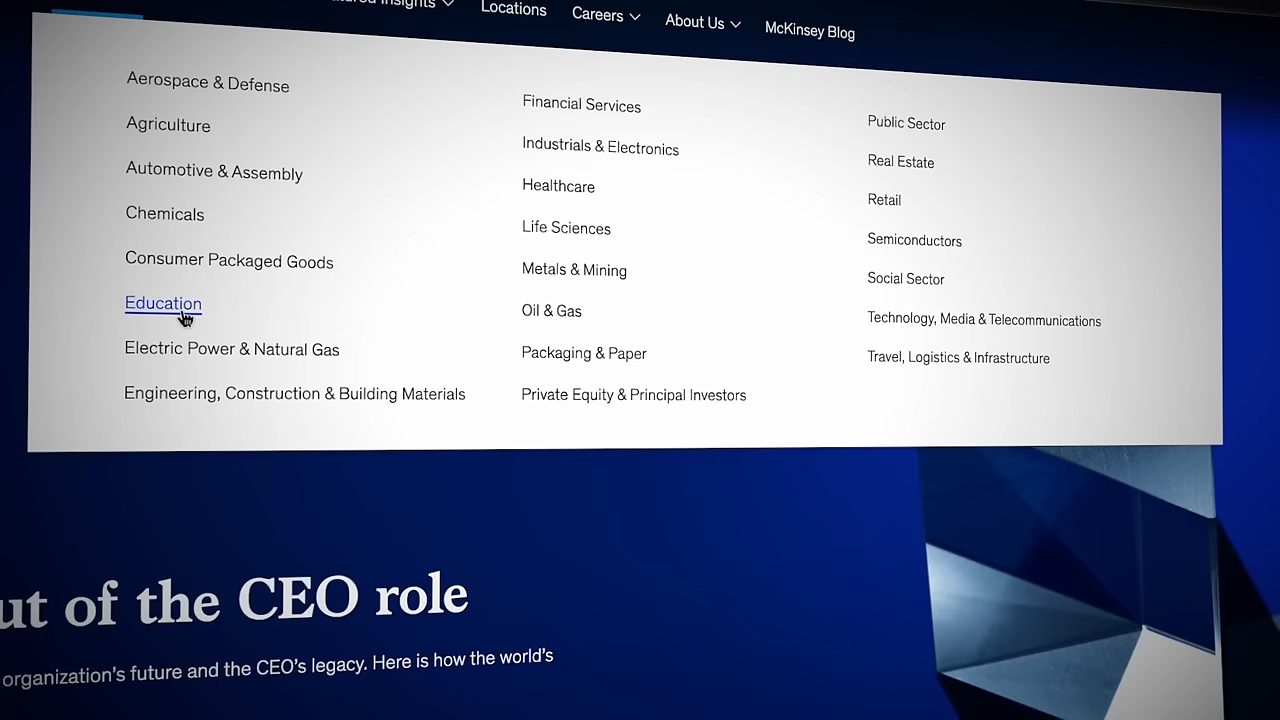 Insights
Locations
Careers
About Us
McKinsey Blog
Aerospace & Defense
Agriculture
Automotive & Assembly
Chemicals
Consumer Packaged Goods
Education
Electric Power & Natural Gas
Engineering, Construction & Building Materials
Financial Services
Industrials & Electronics
Healthcare
Life Sciences
Metals & Mining
Oil & Gas
Packaging & Paper
Private Equity & Principal Investors
Public Sector
Real Estate
Retail
Semiconductors
Social Sector
Technology, Media & Telecommunications
Travel, Logistics & Infrastructure
of the CEO role
organization's future and the CEO's legacy. Here is how the world's